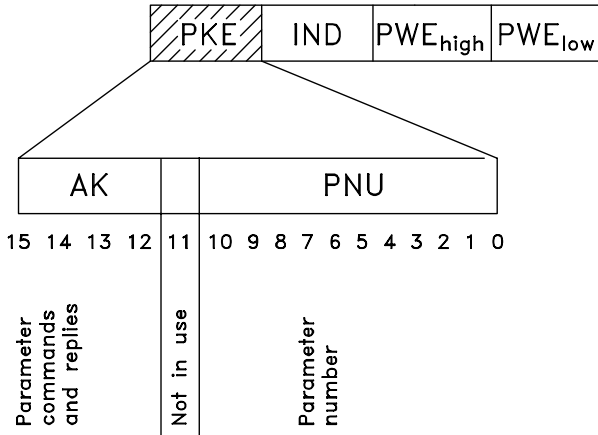 PKE IND PWEhigh PWElow
AK PNU
15 14 13 12 11 10 9 8 7 6 5 4 3 2 1 0
Parameter
commands
and replies
Not in use
Parameter
number